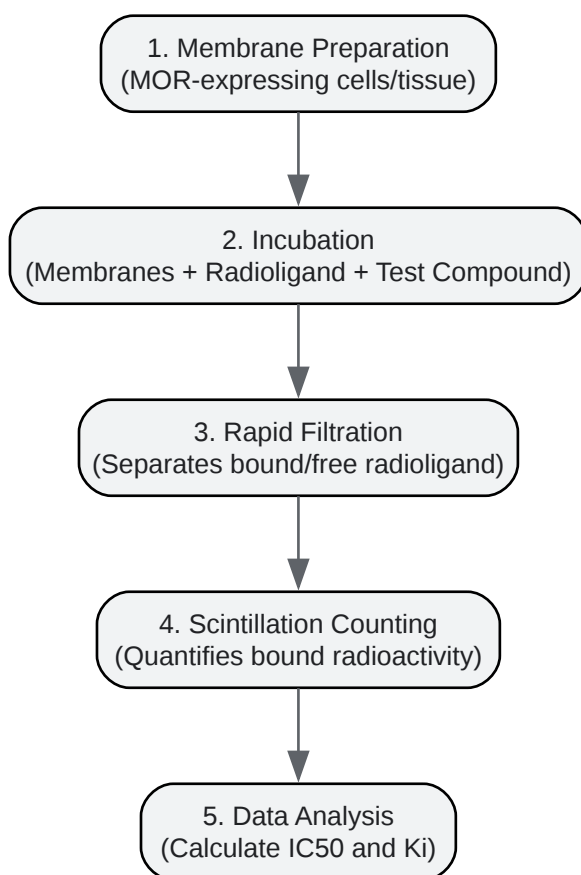 1. Membrane Preparation
(MOR-expressing cells/tissue)
2. Incubation
(Membranes + Radioligand + Test Compound)
3. Rapid Filtration
(Separates bound/free radioligand)
4. Scintillation Counting
(Quantifies bound radioactivity)
5. Data Analysis
(Calculate IC50 and Ki)